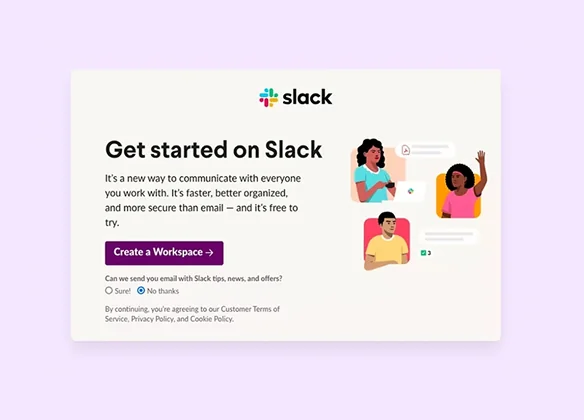 slack
Get started on Slack
It's a new way to communicate with everyone
you work with. It's faster, better organized,
and more secure than email — and it's free to
try.
Create a Workspace →
Can we send you email with Slack tips, news, and offers?
Sure! No thanks
By continuing, you're agreeing to our Customer Terms of
Service, Privacy Policy, and Cookie Policy.
3